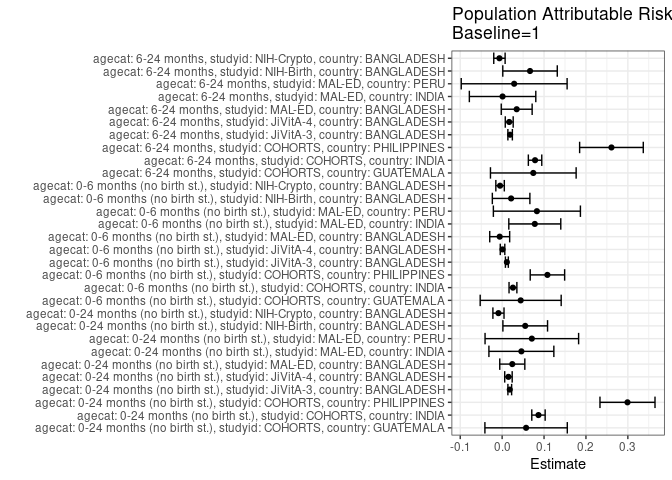 Population Attributable Risk
Baseline=1
agecat: 6-24 months, studyid: NIH-Crypto, country: BANGLADESH
agecat: 6-24 months, studyid: NIH-Birth, country: BANGLADESH
agecat: 6-24 months, studyid: MAL-ED, country: PERU
agecat: 6-24 months, studyid: MAL-ED, country: INDIA
agecat: 6-24 months, studyid: MAL-ED, country: BANGLADESH
agecat: 6-24 months, studyid: JiVitA-4, country: BANGLADESH
agecat: 6-24 months, studyid: JiVitA-3, country: BANGLADESH
agecat: 6-24 months, studyid: COHORTS, country: PHILIPPINES
agecat: 6-24 months, studyid: COHORTS, country: INDIA
agecat: 6-24 months, studyid: COHORTS, country: GUATEMALA
agecat: 0-6 months (no birth st.), studyid: NIH-Crypto, country: BANGLADESH
agecat: 0-6 months (no birth st.), studyid: NIH-Birth, country: BANGLADESH
agecat: 0-6 months (no birth st.), studyid: MAL-ED, country: PERU
agecat: 0-6 months (no birth st.), studyid: MAL-ED, country: INDIA
agecat: 0-6 months (no birth st.), studyid: MAL-ED, country: BANGLADESH
agecat: 0-6 months (no birth st.), studyid: JiVitA-4, country: BANGLADESH
agecat: 0-6 months (no birth st.), studyid: JiVitA-3, country: BANGLADESH
agecat: 0-6 months (no birth st.), studyid: COHORTS, country: PHILIPPINES
agecat: 0-6 months (no birth st.), studyid: COHORTS, country: INDIA
agecat: 0-6 months (no birth st.), studyid: COHORTS, country: GUATEMALA
agecat: 0-24 months (no birth st.), studyid: NIH-Crypto, country: BANGLADESH
agecat: 0-24 months (no birth st.), studyid: NIH-Birth, country: BANGLADESH
agecat: 0-24 months (no birth st.), studyid: MAL-ED, country: PERU
agecat: 0-24 months (no birth st.), studyid: MAL-ED, country: INDIA
agecat: 0-24 months (no birth st.), studyid: MAL-ED, country: BANGLADESH
agecat: 0-24 months (no birth st.), studyid: JiVitA-4, country: BANGLADESH
agecat: 0-24 months (no birth st.), studyid: JiVitA-3, country: BANGLADESH
agecat: 0-24 months (no birth st.), studyid: COHORTS, country: PHILIPPINES
agecat: 0-24 months (no birth st.), studyid: COHORTS, country: INDIA
agecat: 0-24 months (no birth st.), studyid: COHORTS, country: GUATEMALA
-0.1 0.0 0.1 0.2 0.3
Estimate